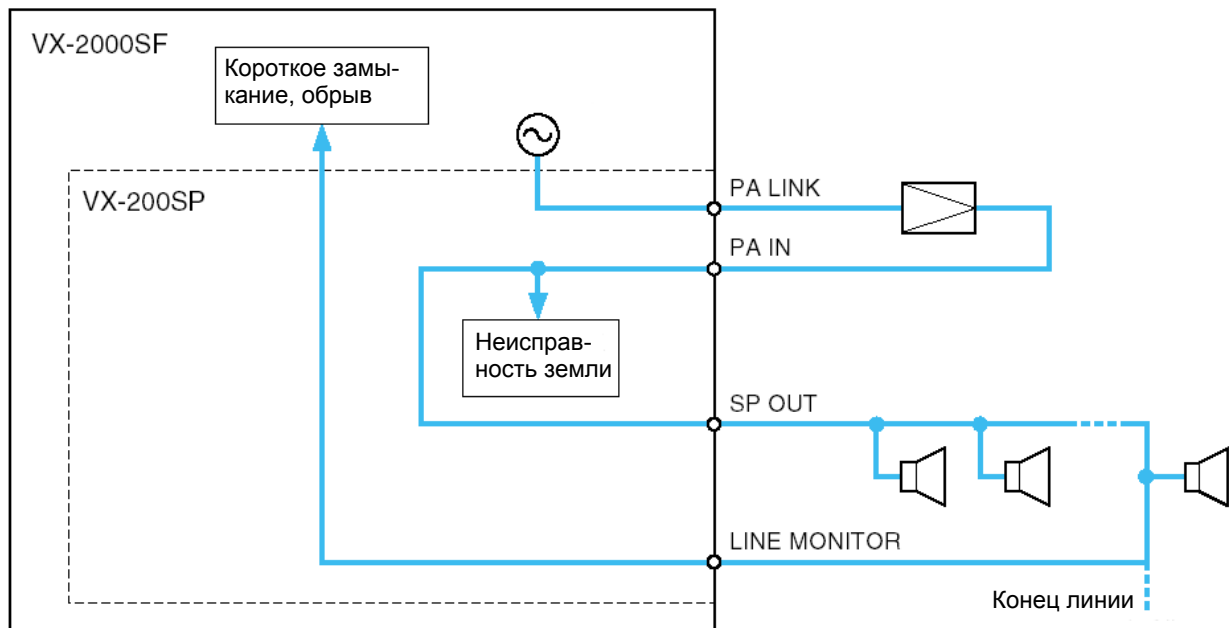 VX-2000SF
Короткое замы-
кание, обрыв
VX-200SP
PA LINK
PA IN
Неисправ-
ность земли
SP OUT
LINE MONITOR
Конец линии